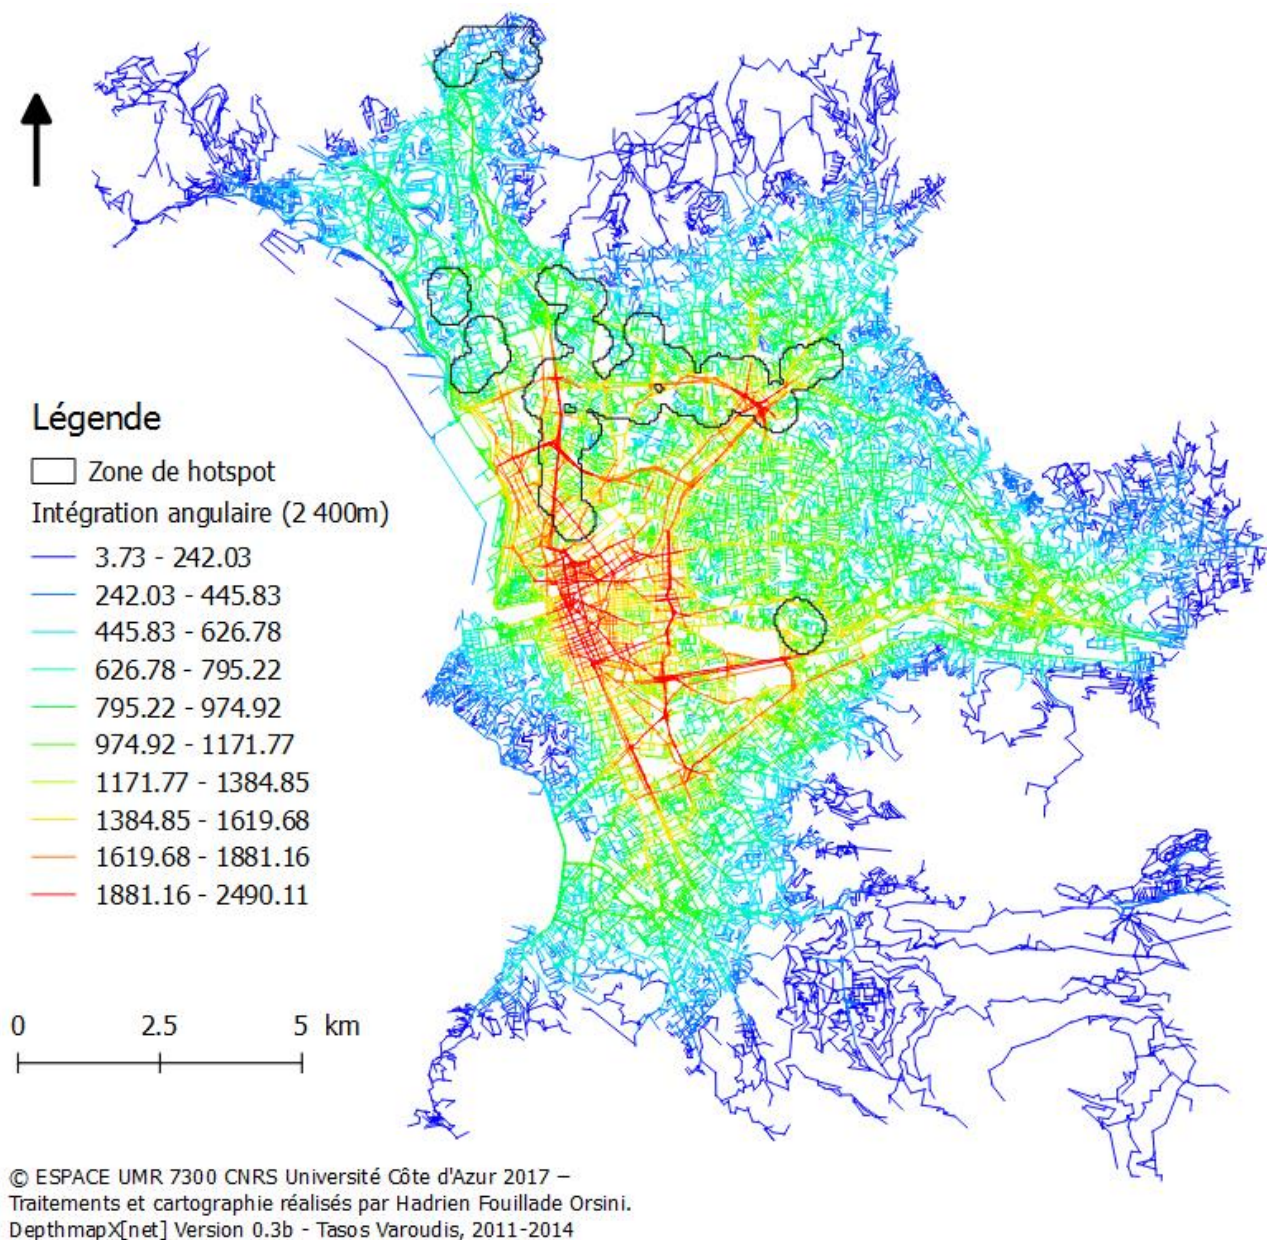 Légende
Zone de hotspot
Intégration angulaire (2 400m)
3.73 - 242.03
242.03 - 445.83
445.83 - 626.78
626.78 - 795.22
795.22 - 974.92
974.92 - 1171.77
1171.77 - 1384.85
1384.85 - 1619.68
1619.68 - 1881.16
1881.16 - 2490.11
0 2.5 5 km
© ESPACE UMR 7300 CNRS Université Côte d'Azur 2017 –
Traitements et cartographie réalisés par Hadrien Fouillade Orsini.
DepthmapX[net] Version 0.3b - Tasos Varoudis, 2011-2014